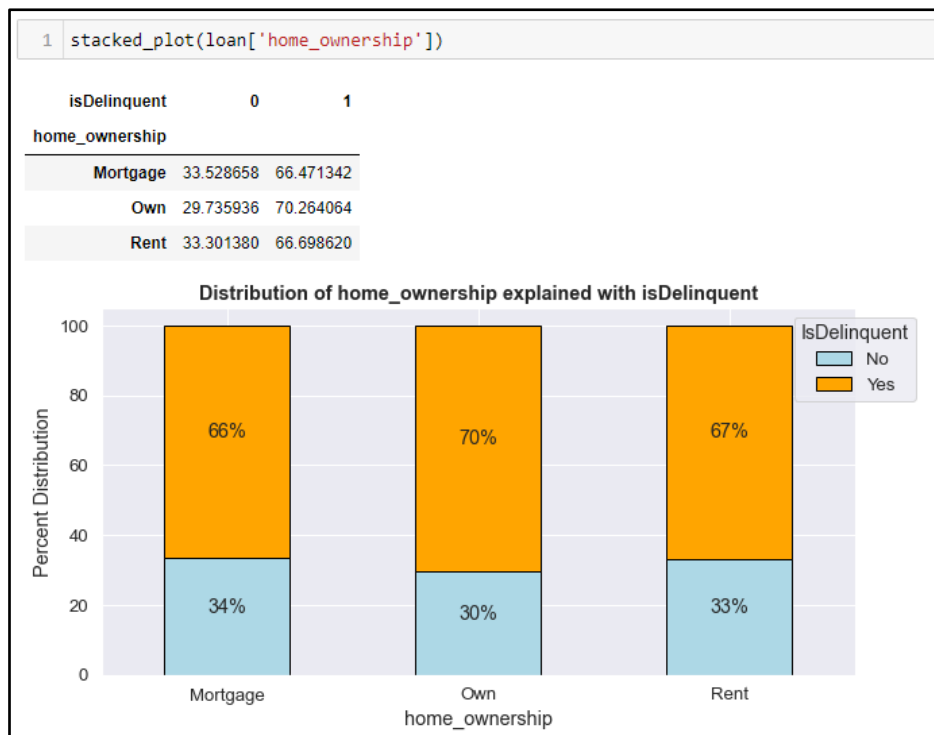 1 stacked_plot(loan['home_ownership'])
isDelinquent 0 1
home_ownership
Mortgage 33.528658 66.471342
Own 29.735936 70.264064
Rent 33.301380 66.698620
Distribution of home_ownership explained with isDelinquent
IsDelinquent
No
Yes
Percent Distribution
100
80
60
40
20
0
66% 70% 67%
34% 30% 33%
Mortgage Own Rent
home_ownership